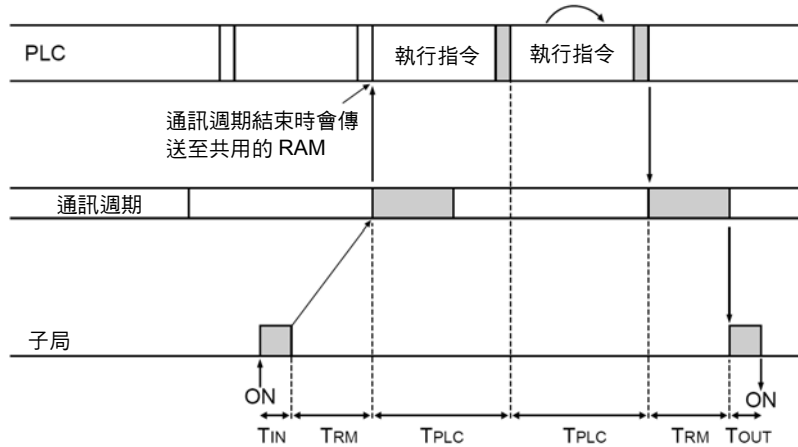 PLC
執行指令
執行指令
通訊週期結束時會傳
送至共用的 RAM
通訊週期
子局
ON
ON
TIN
TRM
TPLC
TPLC
TRM
TOUT